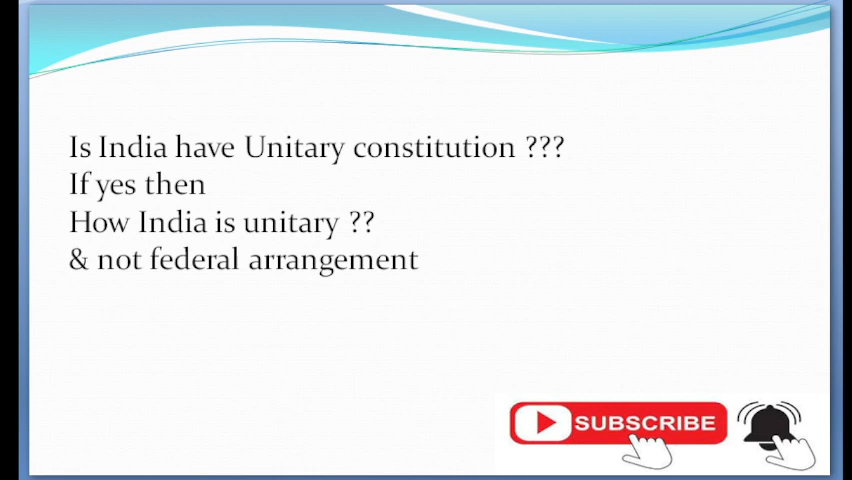 Is India have Unitary constitution ???
If yes then
How India is unitary ??
& not federal arrangement
SUBSCRIBE